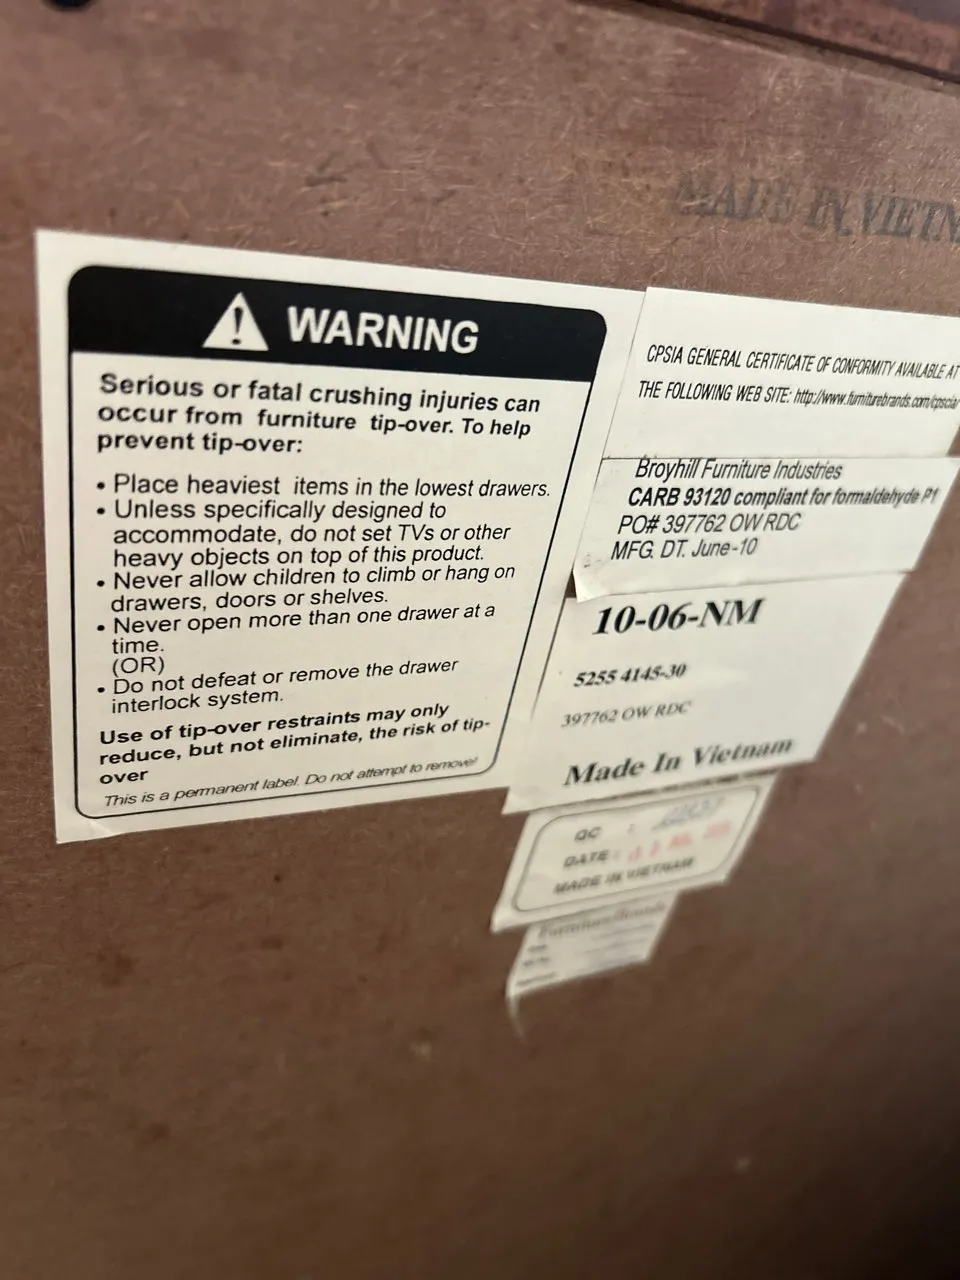 MADE IN VIETN
WARNING
Serious or fatal crushing injuries can
occur from furniture tip-over. To help
prevent tip-over:
• Place heaviest items in the lowest drawers.
• Unless specifically designed to
accommodate, do not set TVs or other
heavy objects on top of this product.
• Never allow children to climb or hang on
drawers, doors or shelves.
• Never open more than one drawer at a
time.
(OR)
• Do not defeat or remove the drawer
interlock system.
Use of tip-over restraints may only
reduce, but not eliminate, the risk of tip-
over
This is a permanent label. Do not attempt to remove!
CPSIA GENERAL CERTIFICATE OF CONFORMITY AVAILABLE AT
THE FOLLOWING WEB SITE: http://www.furniturebrands.com/cpscia/
Broyhill Furniture Industries
CARB 93120 compliant for formaldehyde P1
PO# 397762 OW RDC
MFG. DT. June-10
10-06-NM
5255 4145-30
397762 OW RDC
Made In Vietnam
QC :
DATE :
MADE IN VIETNAM
FurnitureBrands